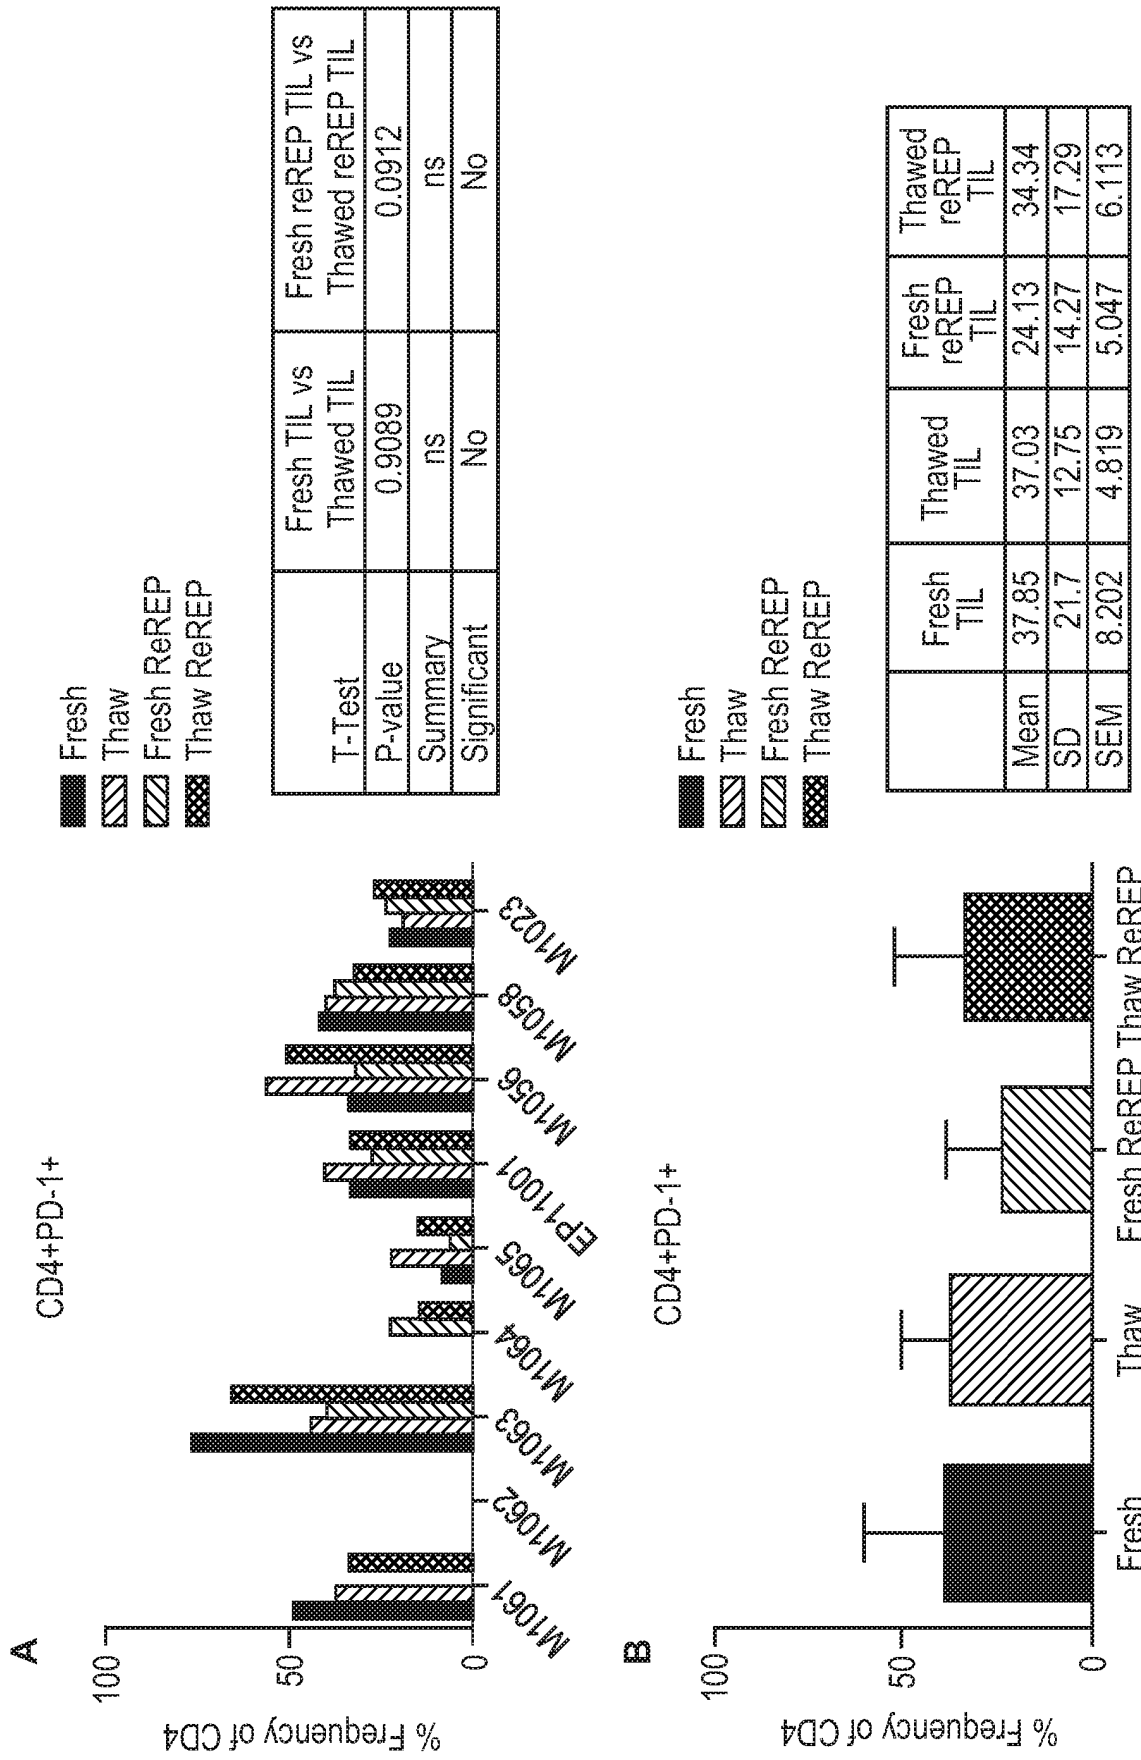 A
CD4+PD-1+
% Frequency of CD4
100
50
0
M1061
M1062
M1063
M1064
M1065
EP11001
M1056
M1058
M1023
Fresh
Thaw
Fresh ReREP
Thaw ReREP
T-Test Fresh TIL vs Thawed TIL Fresh reREP TIL vs Thawed reREP TIL
P-value 0.9089 0.0912
Summary ns ns
Significant No No
B
CD4+PD-1+
% Frequency of CD4
100
50
0
Fresh
Thaw
Fresh ReREP
Thaw ReREP
Fresh
Thaw
Fresh ReREP
Thaw ReREP
Fresh TIL Thawed TIL Fresh reREP TIL Thawed reREP TIL
Mean 37.85 37.03 24.13 34.34
SD 21.7 12.75 14.27 17.29
SEM 8.202 4.819 5.047 6.113